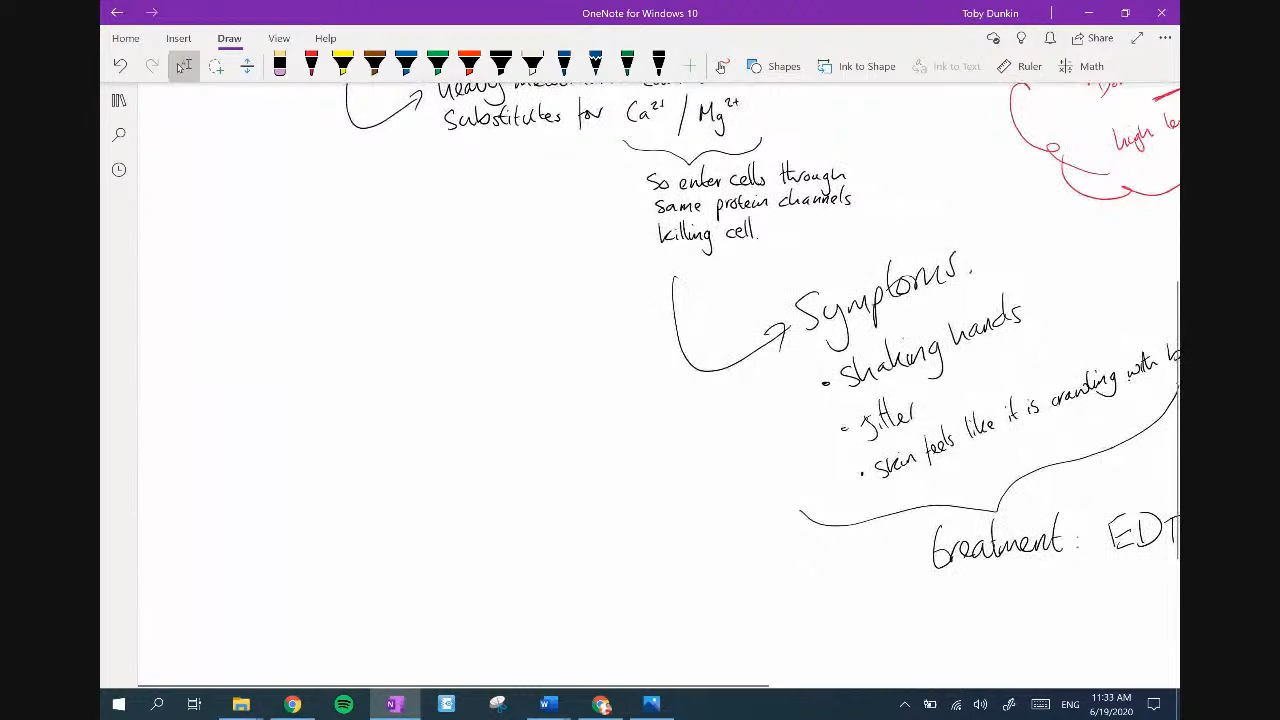 OneNote for Windows 10
Toby Dunkin
Home Insert Draw View Help
Share
Shapes Ink to Shape Ink to Text Ruler Math
Substitutes for Ca²⁺ / Mg²⁺
So enter cells through
same protein channels
killing cell.
high
Symptoms.
• shaking hands
• jitter
• skin feels like it is crawling with
treatment: EDT
11:33 AM
6/19/2020